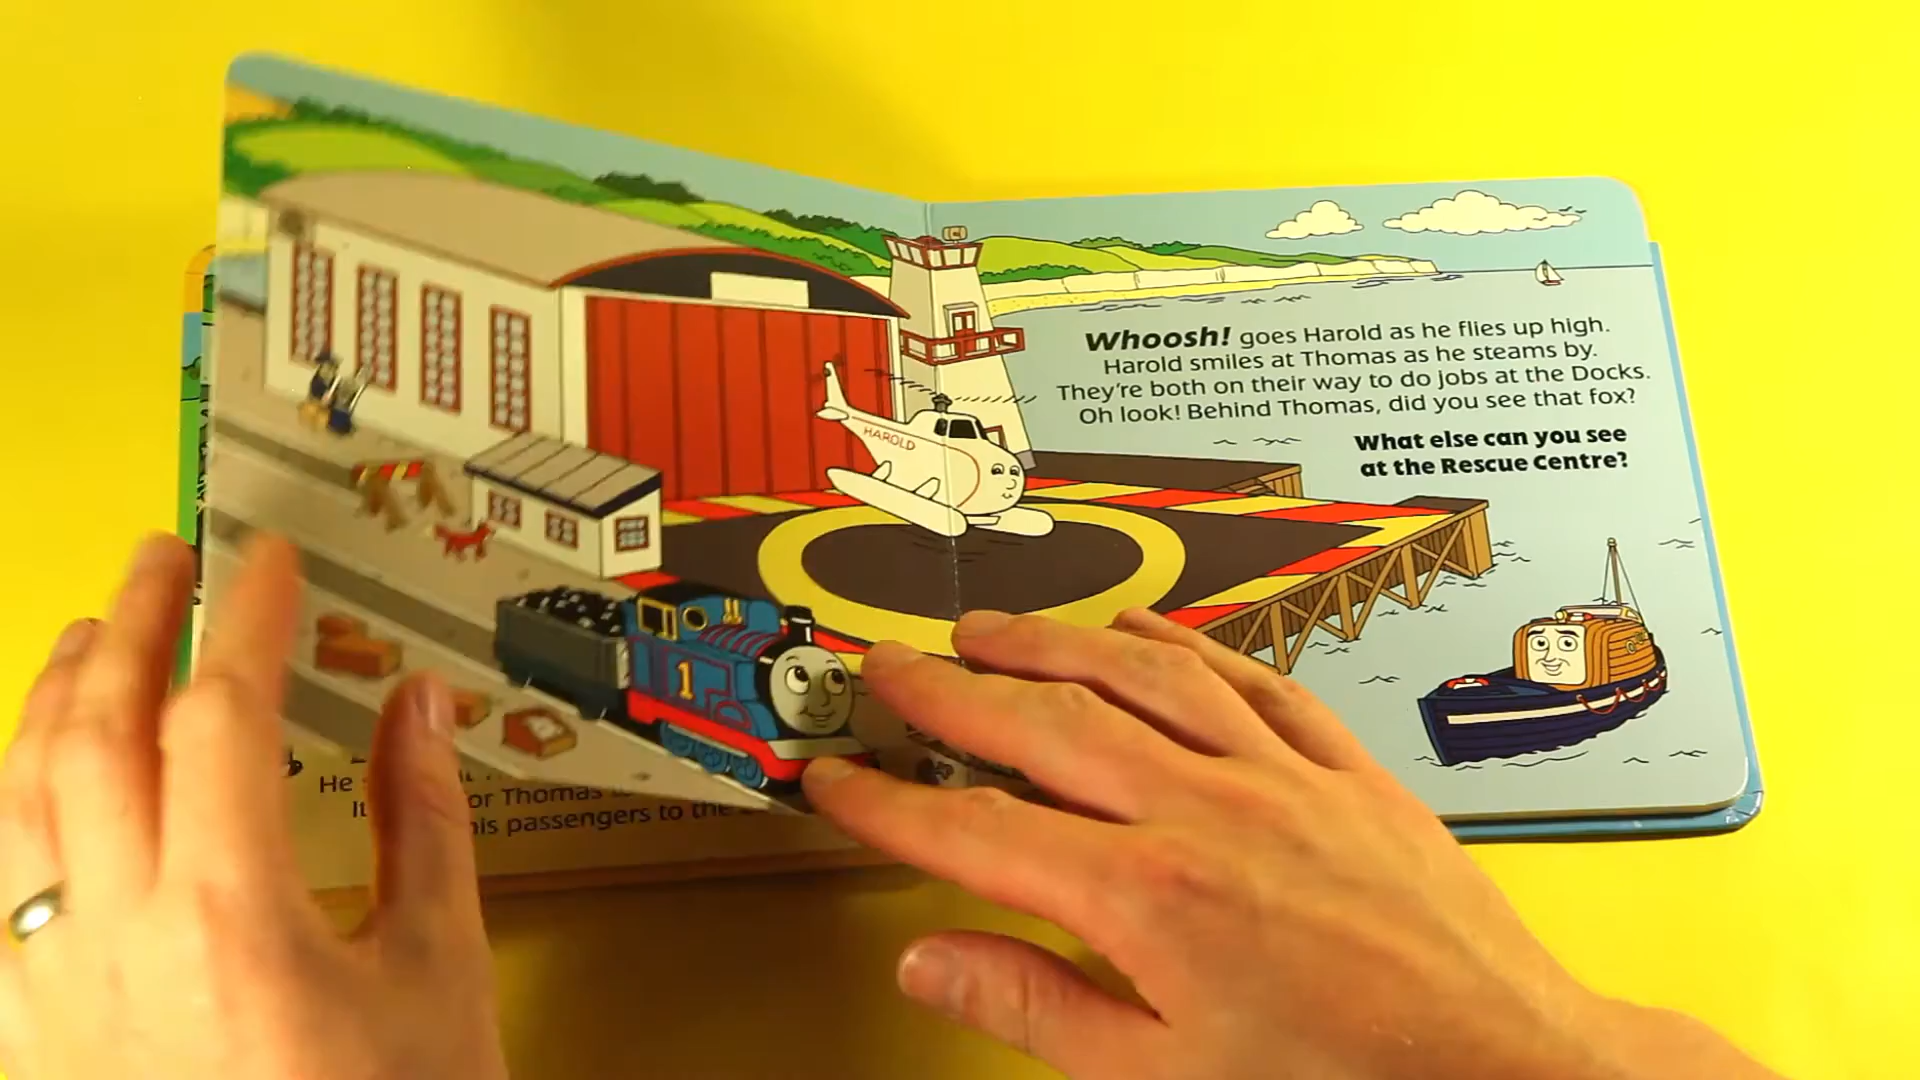 Whoosh! goes Harold as he flies up high.
Harold smiles at Thomas as he steams by.
They're both on their way to do jobs at the Docks.
Oh look! Behind Thomas, did you see that fox?
What else can you see
at the Rescue Centre?
HAROLD
1
He
or Thomas
his passengers to the